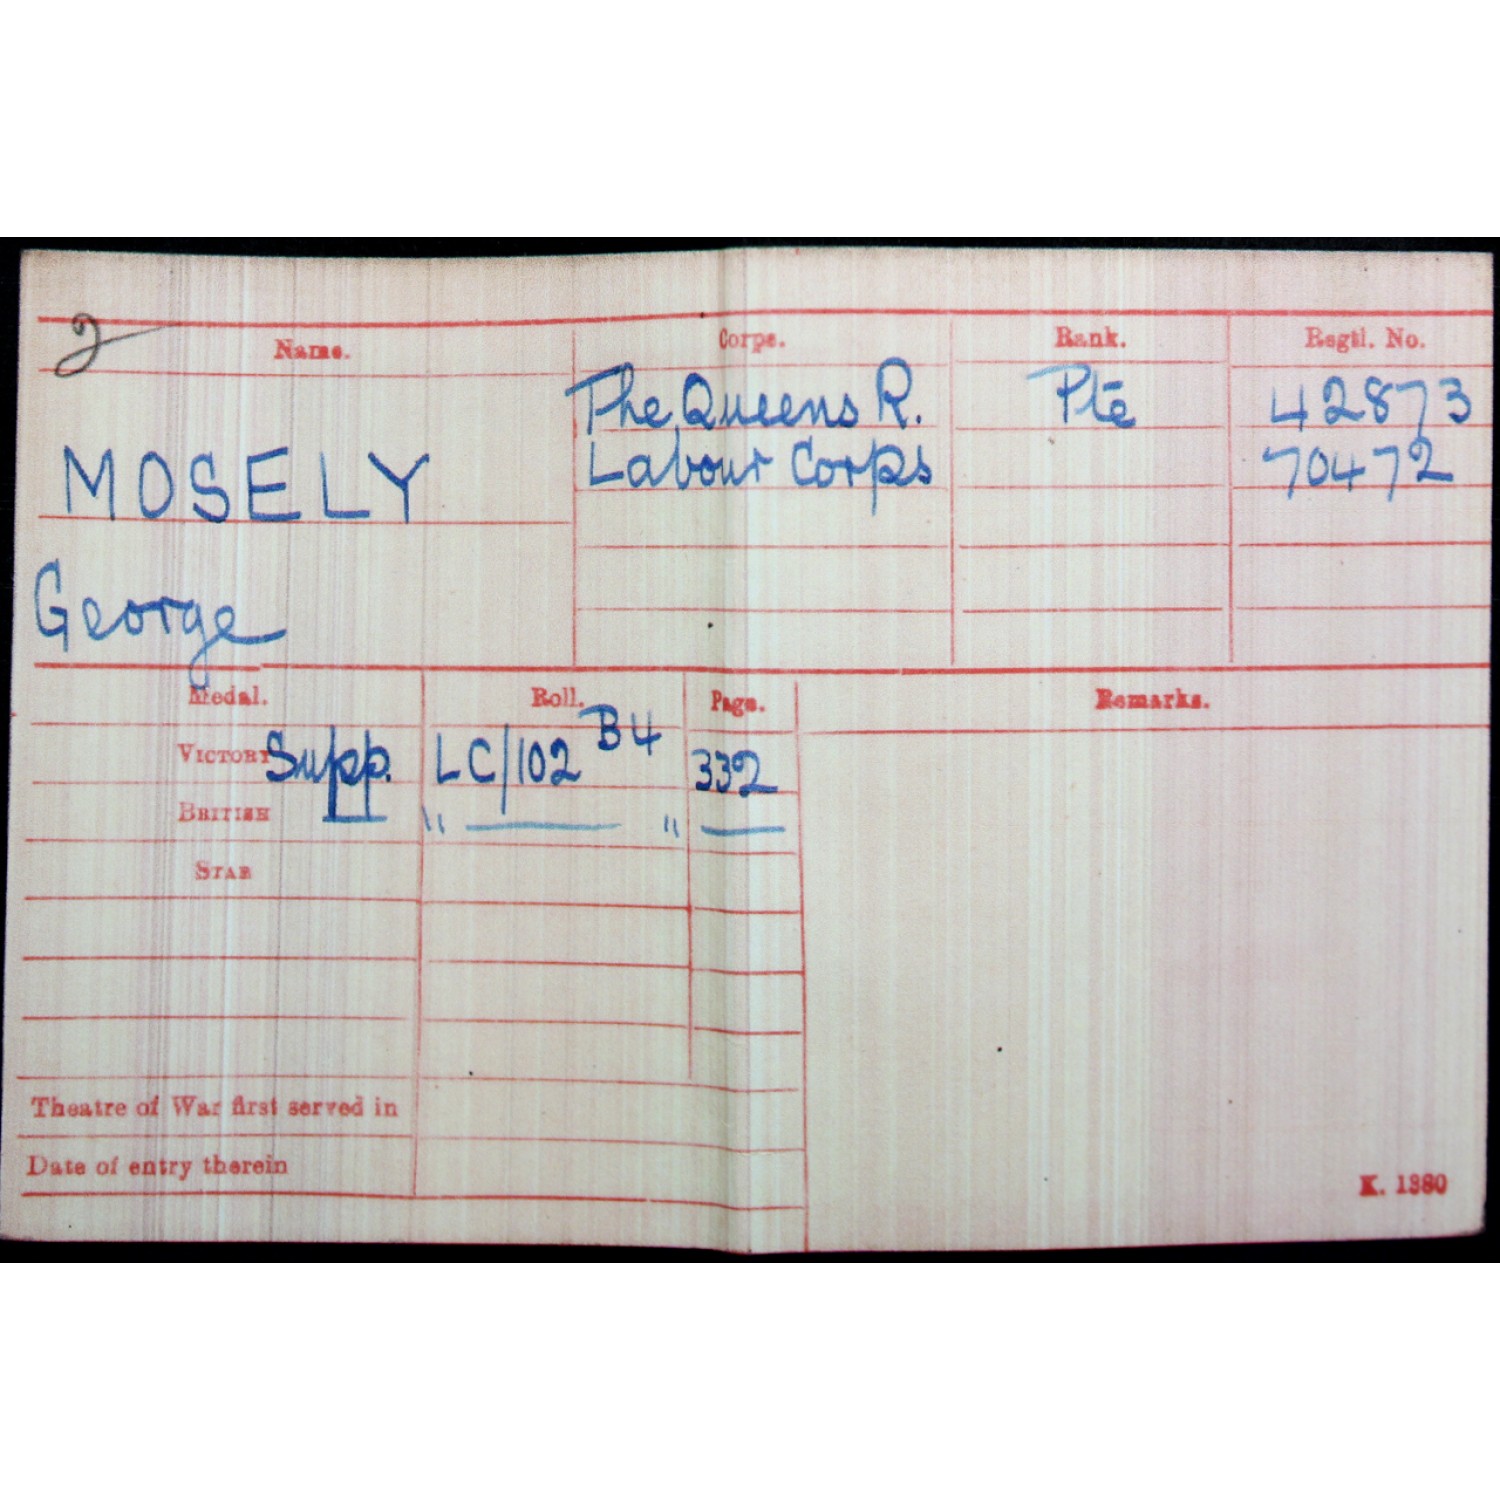 2
Name. Corps. Rank. Regtl. No.
The Queens R. Pte 42873
MOSELY Labour Corps 70472
George
Medal. Roll. Page. Remarks.
VICTORY Supp. LC/102 B4 332
BRITISH " "
STAR
Theatre of War first served in
Date of entry therein
K. 1380